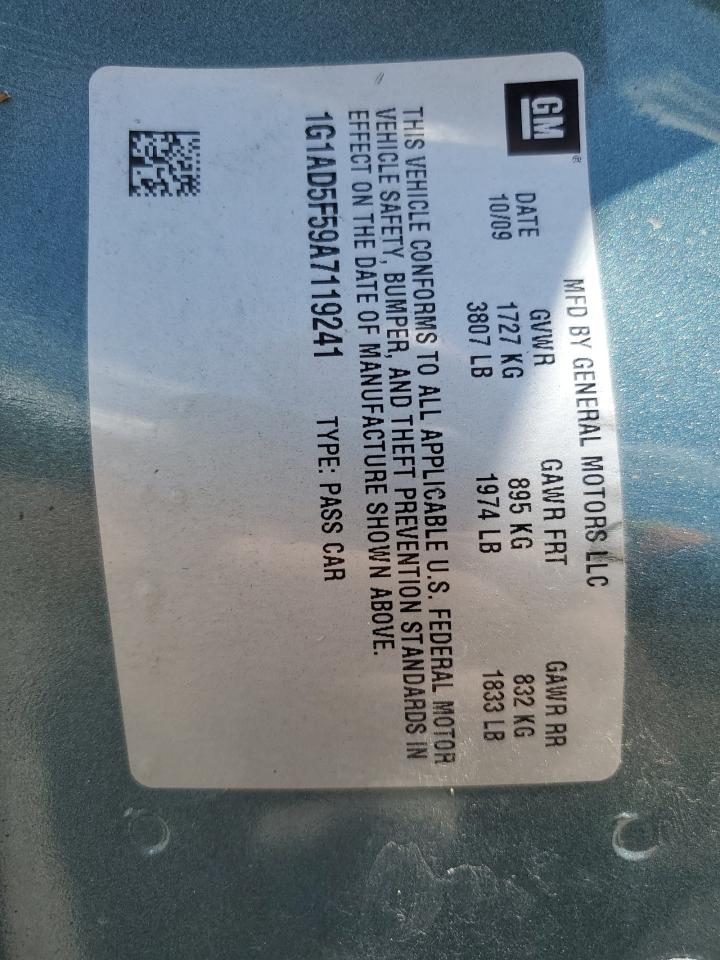 GM
MFD BY GENERAL MOTORS LLC
DATE GVWR GAWR FRT GAWR RR
10/09 1727 KG 895 KG 832 KG
3807 LB 1974 LB 1833 LB
THIS VEHICLE CONFORMS TO ALL APPLICABLE U.S. FEDERAL MOTOR
VEHICLE SAFETY, BUMPER, AND THEFT PREVENTION STANDARDS IN
EFFECT ON THE DATE OF MANUFACTURE SHOWN ABOVE.
1G1AD5F59A7119241 TYPE: PASS CAR